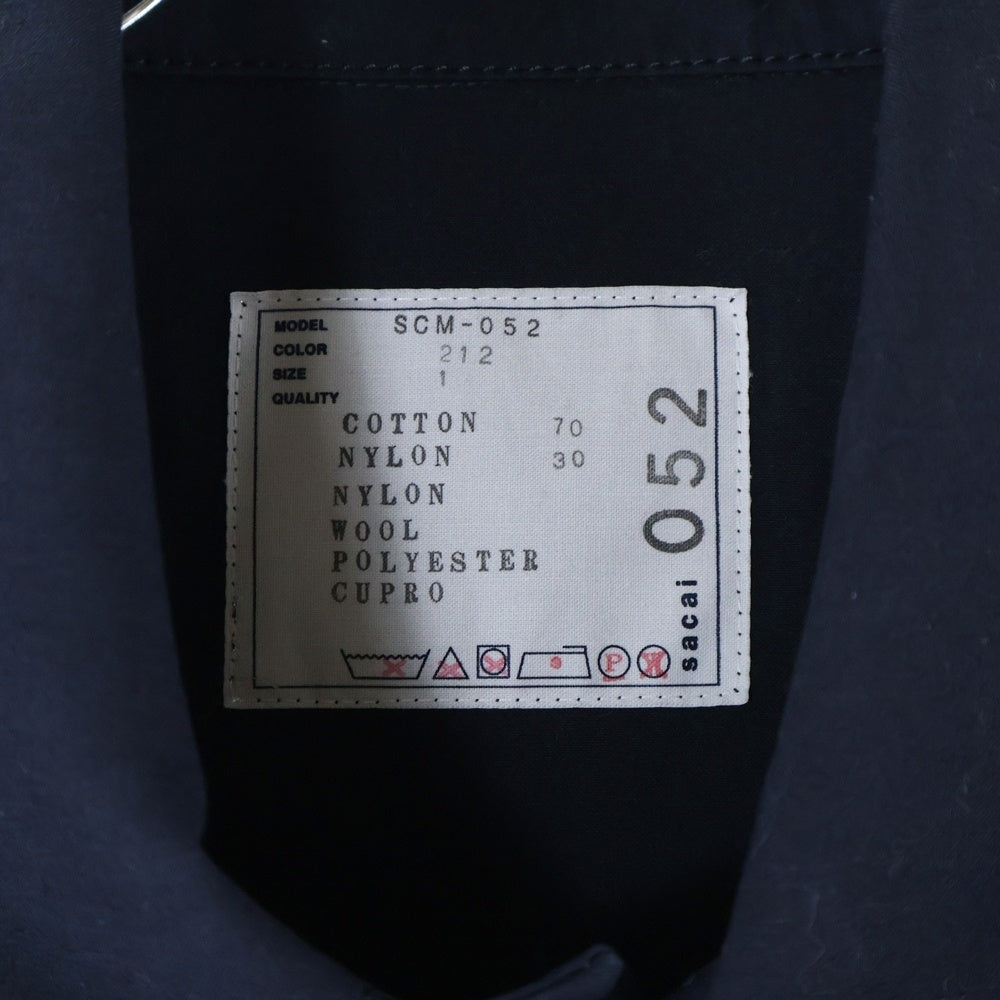 MODEL SCM-052
COLOR 212
SIZE 1
QUALITY
COTTON 70
NYLON 30
NYLON
WOOL
POLYESTER
CUPRO
P
sacai 052